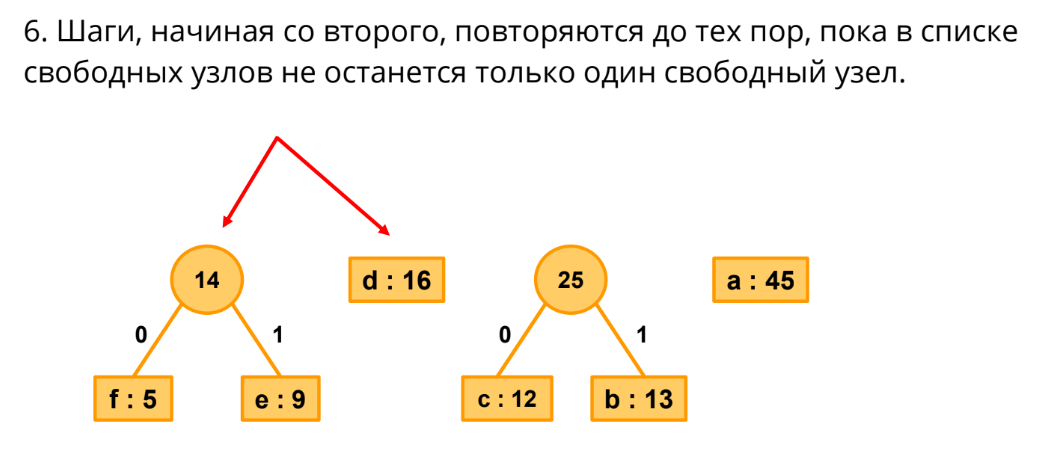 6. Шаги, начиная со второго, повторяются до тех пор, пока в списке
свободных узлов не останется только один свободный узел.
14
d : 16
25
a : 45
0
1
0
1
f : 5
e : 9
c : 12
b : 13